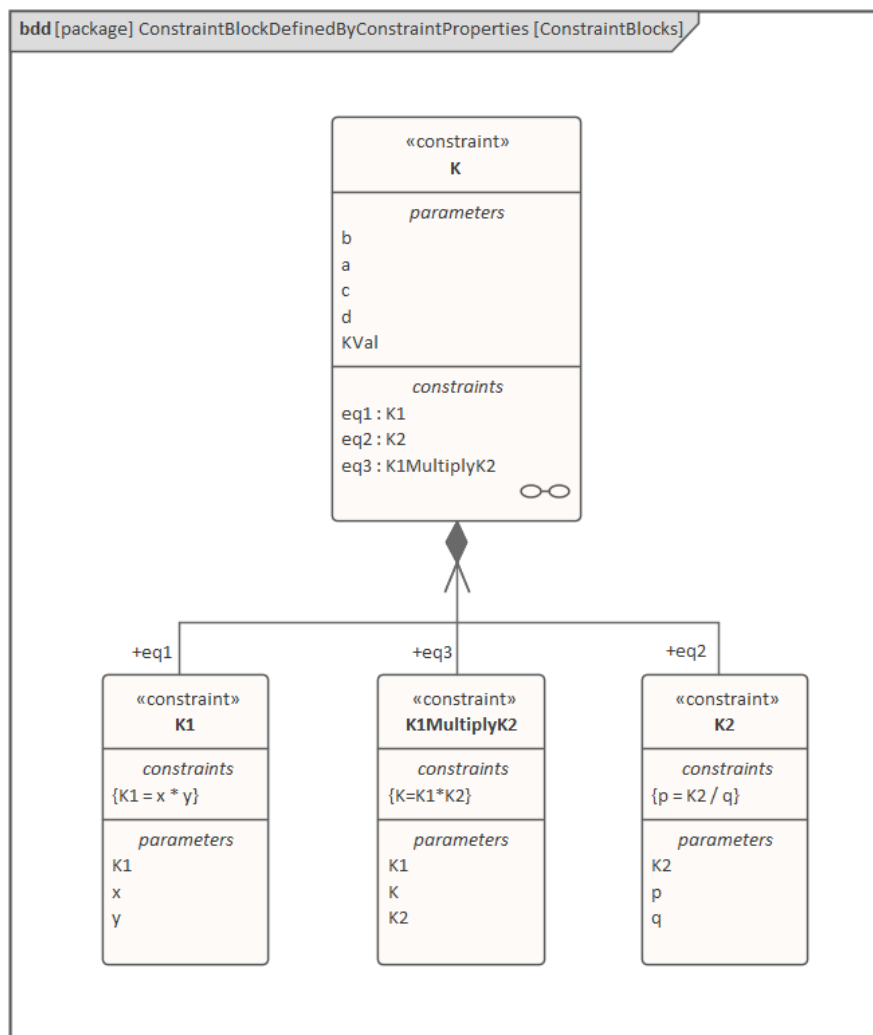 bdd [package] ConstraintBlockDefinedByConstraintProperties [ConstraintBlocks]
«constraint»
K
parameters
b
a
c
d
KVal
constraints
eq1 : K1
eq2 : K2
eq3 : K1MultiplyK2
+eq1
+eq3
+eq2
«constraint»
K1
constraints
{K1 = x * y}
parameters
K1
x
y
«constraint»
K1MultiplyK2
constraints
{K=K1*K2}
parameters
K1
K
K2
«constraint»
K2
constraints
{p = K2 / q}
parameters
K2
p
q